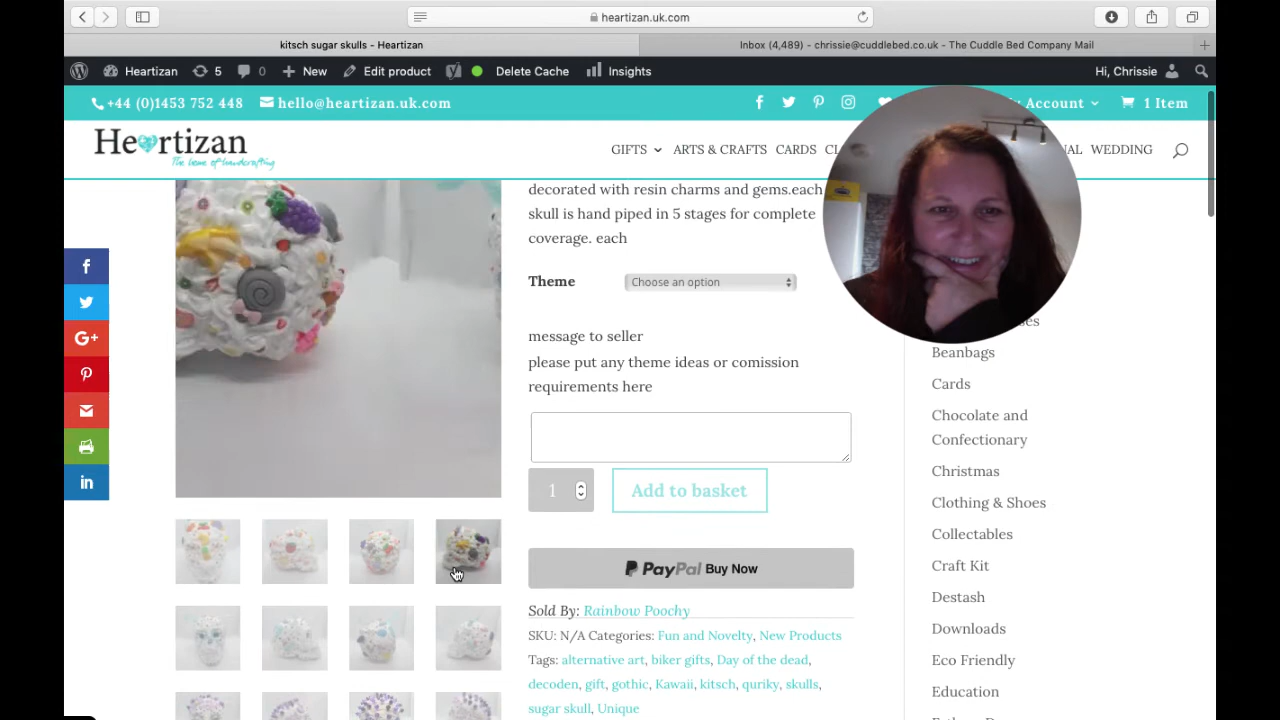 heartizan.uk.com
kitsch sugar skulls - Heartizan
Inbox (4,489) - chrissie@cuddlebed.co.uk - The Cuddle Bed Company Mail
Heartizan 5 0 New Edit product Delete Cache Insights Hi, Chrissie
+44 (0)1453 752 448 hello@heartizan.uk.com Account 1 Item
Heartizan
The home of handcrafting
GIFTS ARTS & CRAFTS CARDS WEDDING
decorated with resin charms and gems.each
skull is hand piped in 5 stages for complete
coverage. each
Theme Choose an option
message to seller
please put any theme ideas or comission
requirements here
1 Add to basket
PayPal Buy Now
Sold By: Rainbow Poochy
SKU: N/A Categories: Fun and Novelty, New Products
Tags: alternative art, biker gifts, Day of the dead,
decoden, gift, gothic, Kawaii, kitsch, quriky, skulls,
sugar skull, Unique
Beanbags
Cards
Chocolate and
Confectionary
Christmas
Clothing & Shoes
Collectables
Craft Kit
Destash
Downloads
Eco Friendly
Education